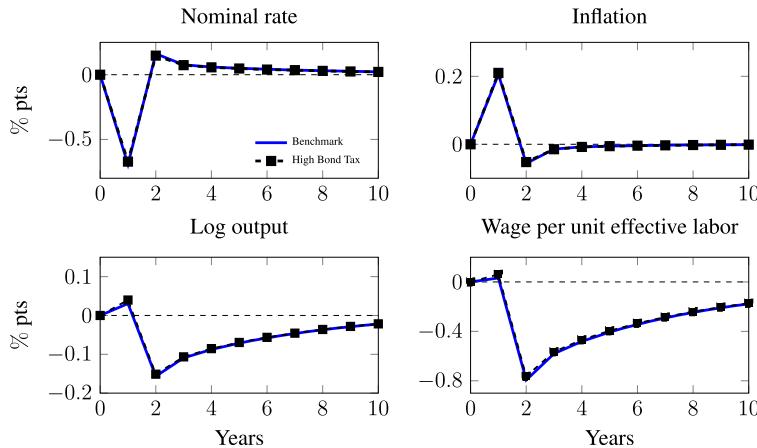 Nominal rate
Inflation
% pts
0
−0.5
0 2 4 6 8 10
Benchmark
High Bond Tax
0.2
0
0 2 4 6 8 10
Log output
Wage per unit effective labor
% pts
0.1
0
−0.1
−0.2
0 2 4 6 8 10
Years
0
−0.4
−0.8
0 2 4 6 8 10
Years